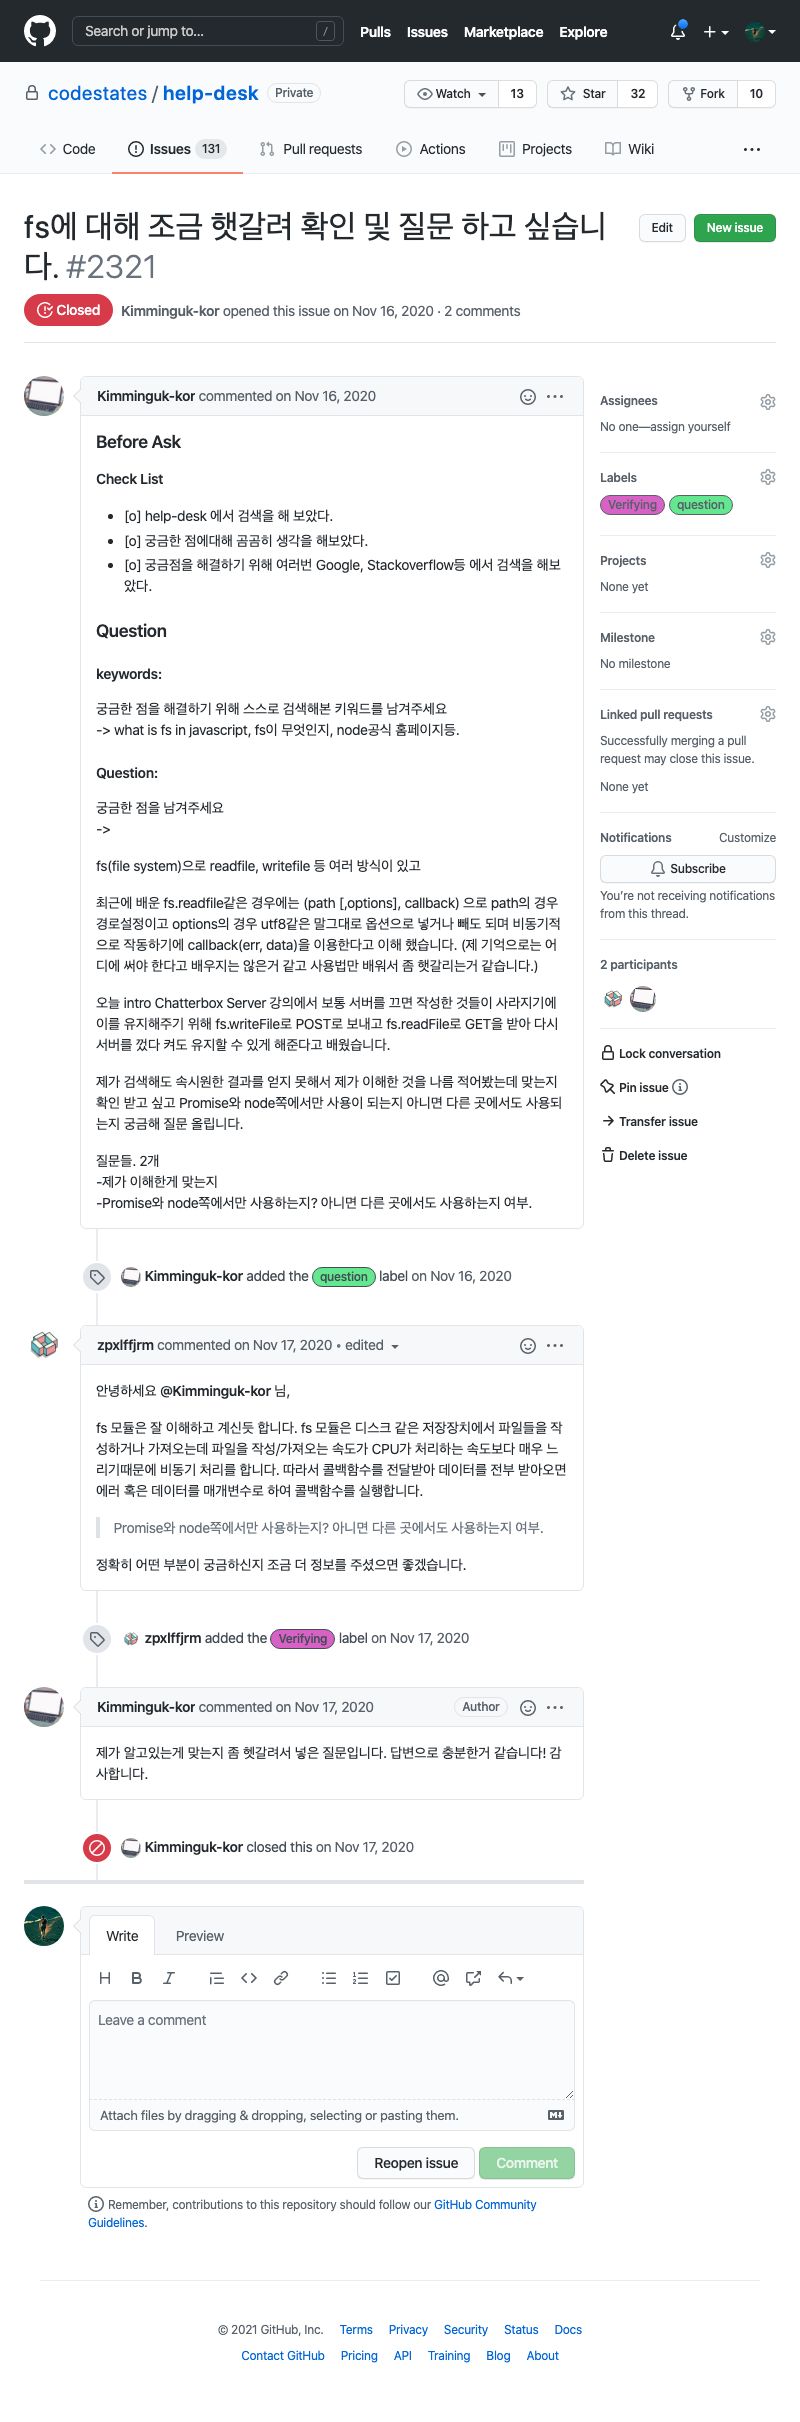 Search or jump to...
/
Pulls
Issues
Marketplace
Explore
codestates / help-desk
Private
Watch
13
Star
32
Fork
10
Code
Issues 131
Pull requests
Actions
Projects
Wiki
fs에 대해 조금 햇갈려 확인 및 질문 하고 싶습니
다. #2321
Edit
New issue
Closed
Kimminguk-kor opened this issue on Nov 16, 2020 · 2 comments
Kimminguk-kor commented on Nov 16, 2020
Before Ask
Check List
[o] help-desk 에서 검색을 해 보았다.
[o] 궁금한 점에대해 곰곰히 생각을 해보았다.
[o] 궁금점을 해결하기 위해 여러번 Google, Stackoverflow등 에서 검색을 해보
았다.
Question
keywords:
궁금한 점을 해결하기 위해 스스로 검색해본 키워드를 남겨주세요
-> what is fs in javascript, fs이 무엇인지, node공식 홈페이지등.
Question:
궁금한 점을 남겨주세요
->
fs(file system)으로 readfile, writefile 등 여러 방식이 있고
최근에 배운 fs.readfile같은 경우에는 (path [,options], callback) 으로 path의 경우
경로설정이고 options의 경우 utf8같은 말그대로 옵션으로 넣거나 빼도 되며 비동기적
으로 작동하기에 callback(err, data)을 이용한다고 이해 했습니다. (제 기억으로는 어
디에 써야 한다고 배우지는 않은거 같고 사용법만 배워서 좀 햇갈리는거 같습니다.)
오늘 intro Chatterbox Server 강의에서 보통 서버를 끄면 작성한 것들이 사라지기에
이를 유지해주기 위해 fs.writeFile로 POST로 보내고 fs.readFile로 GET을 받아 다시
서버를 껐다 켜도 유지할 수 있게 해준다고 배웠습니다.
제가 검색해도 속시원한 결과를 얻지 못해서 제가 이해한 것을 나름 적어봤는데 맞는지
확인 받고 싶고 Promise와 node쪽에서만 사용이 되는지 아니면 다른 곳에서도 사용되
는지 궁금해 질문 올립니다.
질문들. 2개
-제가 이해한게 맞는지
-Promise와 node쪽에서만 사용하는지? 아니면 다른 곳에서도 사용하는지 여부.
Kimminguk-kor added the question label on Nov 16, 2020
zpxlffjrm commented on Nov 17, 2020 • edited
안녕하세요 @Kimminguk-kor 님,
fs 모듈은 잘 이해하고 계신듯 합니다. fs 모듈은 디스크 같은 저장장치에서 파일들을 작
성하거나 가져오는데 파일을 작성/가져오는 속도가 CPU가 처리하는 속도보다 매우 느
리기때문에 비동기 처리를 합니다. 따라서 콜백함수를 전달받아 데이터를 전부 받아오면
에러 혹은 데이터를 매개변수로 하여 콜백함수를 실행합니다.
Promise와 node쪽에서만 사용하는지? 아니면 다른 곳에서도 사용하는지 여부.
정확히 어떤 부분이 궁금하신지 조금 더 정보를 주셨으면 좋겠습니다.
zpxlffjrm added the Verifying label on Nov 17, 2020
Kimminguk-kor commented on Nov 17, 2020
Author
제가 알고있는게 맞는지 좀 헷갈려서 넣은 질문입니다. 답변으로 충분한거 같습니다! 감
사합니다.
Kimminguk-kor closed this on Nov 17, 2020
Write
Preview
Leave a comment
Attach files by dragging & dropping, selecting or pasting them.
Reopen issue
Comment
Remember, contributions to this repository should follow our GitHub Community
Guidelines.
Assignees
No one—assign yourself
Labels
Verifying
question
Projects
None yet
Milestone
No milestone
Linked pull requests
Successfully merging a pull
request may close this issue.
None yet
Notifications
Customize
Subscribe
You're not receiving notifications
from this thread.
2 participants
Lock conversation
Pin issue
Transfer issue
Delete issue
© 2021 GitHub, Inc.
Terms
Privacy
Security
Status
Docs
Contact GitHub
Pricing
API
Training
Blog
About